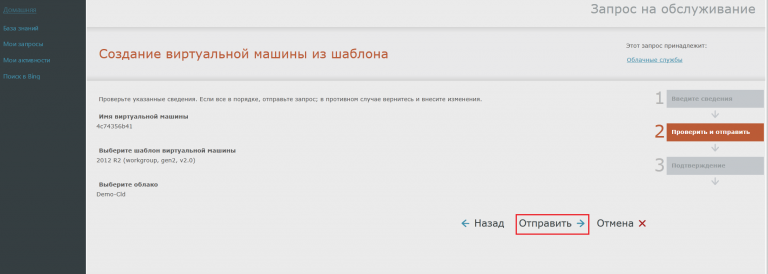 Домашняя
Запрос на обслуживание
База знаний
Мои запросы
Мои активности
Поиск в Bing
Создание виртуальной машины из шаблона
Этот запрос принадлежит:
Облачные службы
Проверьте указанные сведения. Если все в порядке, отправьте запрос; в противном случае вернитесь и внесите изменения.
Имя виртуальной машины
4c74356b41
Выберите шаблон виртуальной машины
2012 R2 (workgroup, gen2, v2.0)
Выберите облако
Demo-Cld
1 Введите сведения
2 Проверить и отправить
3 Подтверждение
Назад Отправить Отмена